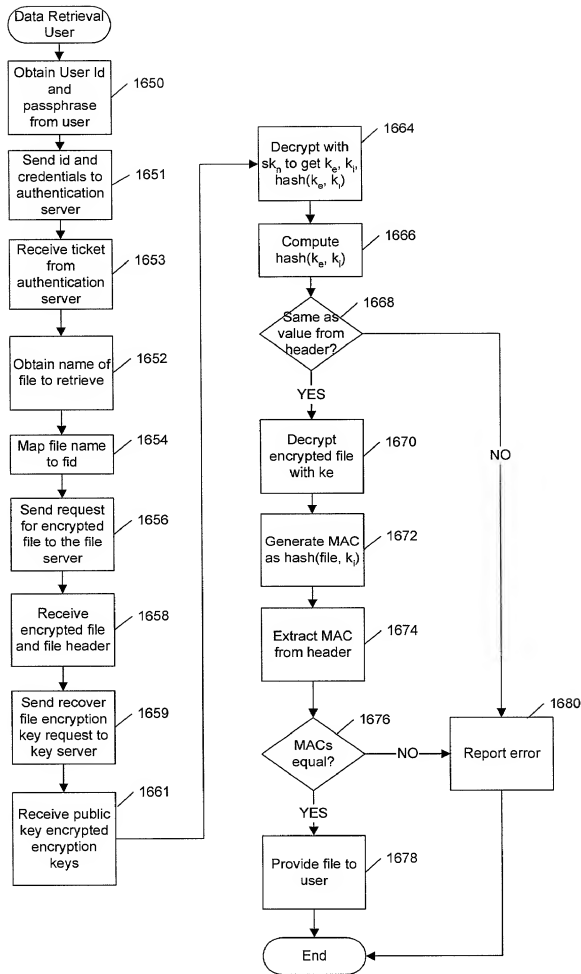 Data Retrieval
User
Obtain User Id
and
passphrase
from user
1650
Send id and
credentials to
authentication
server
1651
Receive ticket
from
authentication
server
1653
Obtain name of
file to retrieve
1652
Map file name
to fid
1654
Send request
for encrypted
file to the file
server
1656
Receive
encrypted file
and file header
1658
Send recover
file encryption
key request to
key server
1659
1661
Receive public
key encrypted
encryption
keys
1664
Decrypt with
skn to get ke, ki,
hash(ke, ki)
1666
Compute
hash(ke, ki)
1668
Same as
value from
header?
YES
NO
Decrypt
encrypted file
with ke
1670
Generate MAC
as hash(file, ki)
1672
Extract MAC
from header
1674
1676
MACs
equal?
NO
YES
1680
Report error
Provide file to
user
1678
End